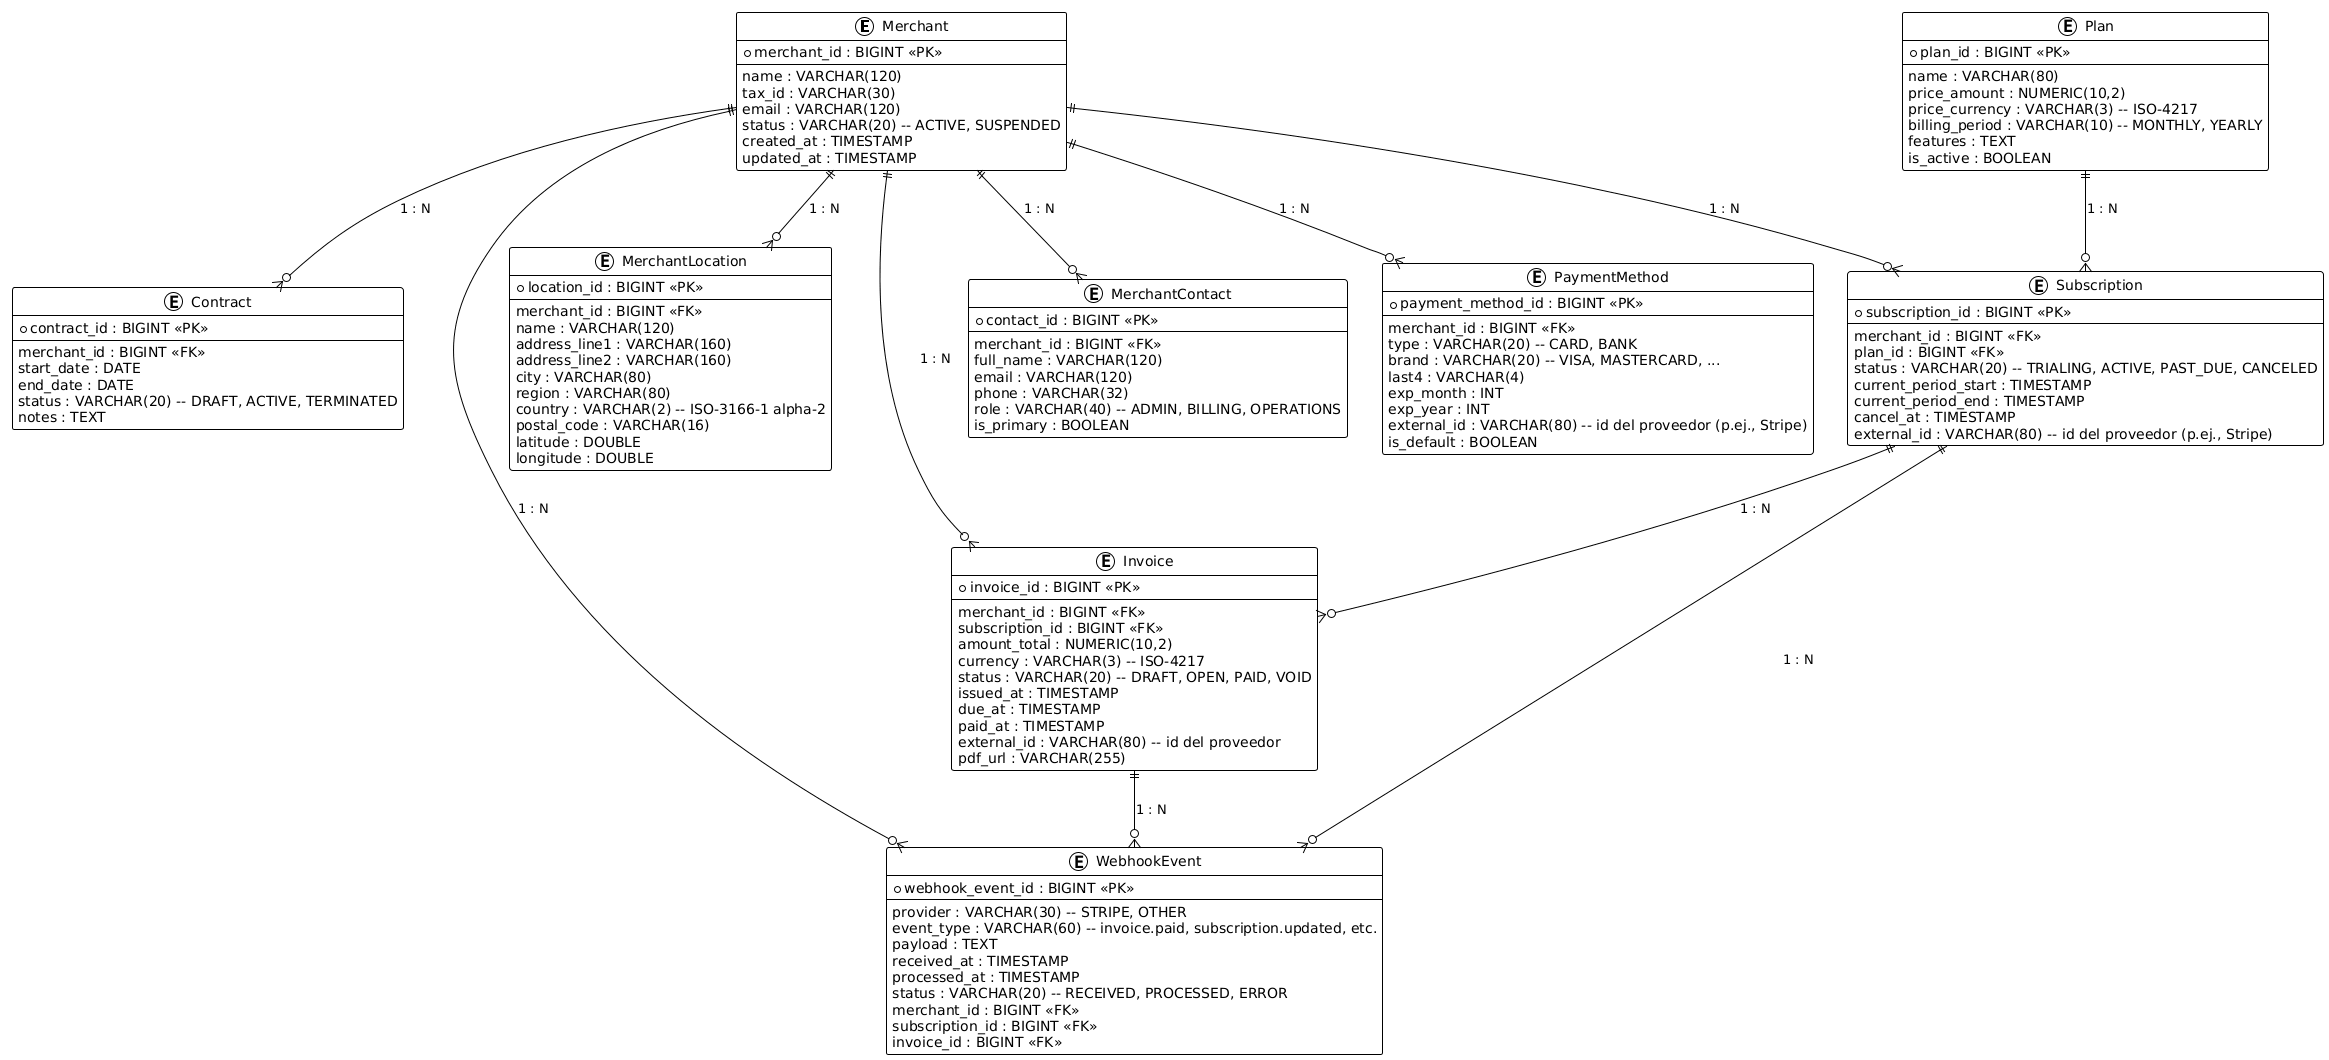 E Merchant
merchant_id : BIGINT «PK»
name : VARCHAR(120)
tax_id : VARCHAR(30)
email : VARCHAR(120)
status : VARCHAR(20) -- ACTIVE, SUSPENDED
created_at : TIMESTAMP
updated_at : TIMESTAMP
E Plan
plan_id : BIGINT «PK»
name : VARCHAR(80)
price_amount : NUMERIC(10,2)
price_currency : VARCHAR(3) -- ISO-4217
billing_period : VARCHAR(10) -- MONTHLY, YEARLY
features : TEXT
is_active : BOOLEAN
1 : N
1 : N
1 : N
1 : N
1 : N
1 : N
E Contract
contract_id : BIGINT «PK»
merchant_id : BIGINT «FK»
start_date : DATE
end_date : DATE
status : VARCHAR(20) -- DRAFT, ACTIVE, TERMINATED
notes : TEXT
E MerchantLocation
location_id : BIGINT «PK»
merchant_id : BIGINT «FK»
name : VARCHAR(120)
address_line1 : VARCHAR(160)
address_line2 : VARCHAR(160)
city : VARCHAR(80)
region : VARCHAR(80)
country : VARCHAR(2) -- ISO-3166-1 alpha-2
postal_code : VARCHAR(16)
latitude : DOUBLE
longitude : DOUBLE
1 : N
E MerchantContact
contact_id : BIGINT «PK»
merchant_id : BIGINT «FK»
full_name : VARCHAR(120)
email : VARCHAR(120)
phone : VARCHAR(32)
role : VARCHAR(40) -- ADMIN, BILLING, OPERATIONS
is_primary : BOOLEAN
E PaymentMethod
payment_method_id : BIGINT «PK»
merchant_id : BIGINT «FK»
type : VARCHAR(20) -- CARD, BANK
brand : VARCHAR(20) -- VISA, MASTERCARD, ...
last4 : VARCHAR(4)
exp_month : INT
exp_year : INT
external_id : VARCHAR(80) -- id del proveedor (p.ej., Stripe)
is_default : BOOLEAN
E Subscription
subscription_id : BIGINT «PK»
merchant_id : BIGINT «FK»
plan_id : BIGINT «FK»
status : VARCHAR(20) -- TRIALING, ACTIVE, PAST_DUE, CANCELED
current_period_start : TIMESTAMP
current_period_end : TIMESTAMP
cancel_at : TIMESTAMP
external_id : VARCHAR(80) -- id del proveedor (p.ej., Stripe)
1 : N
1 : N
E Invoice
invoice_id : BIGINT «PK»
merchant_id : BIGINT «FK»
subscription_id : BIGINT «FK»
amount_total : NUMERIC(10,2)
currency : VARCHAR(3) -- ISO-4217
status : VARCHAR(20) -- DRAFT, OPEN, PAID, VOID
issued_at : TIMESTAMP
due_at : TIMESTAMP
paid_at : TIMESTAMP
external_id : VARCHAR(80) -- id del proveedor
pdf_url : VARCHAR(255)
1 : N
1 : N
E WebhookEvent
webhook_event_id : BIGINT «PK»
provider : VARCHAR(30) -- STRIPE, OTHER
event_type : VARCHAR(60) -- invoice.paid, subscription.updated, etc.
payload : TEXT
received_at : TIMESTAMP
processed_at : TIMESTAMP
status : VARCHAR(20) -- RECEIVED, PROCESSED, ERROR
merchant_id : BIGINT «FK»
subscription_id : BIGINT «FK»
invoice_id : BIGINT «FK»